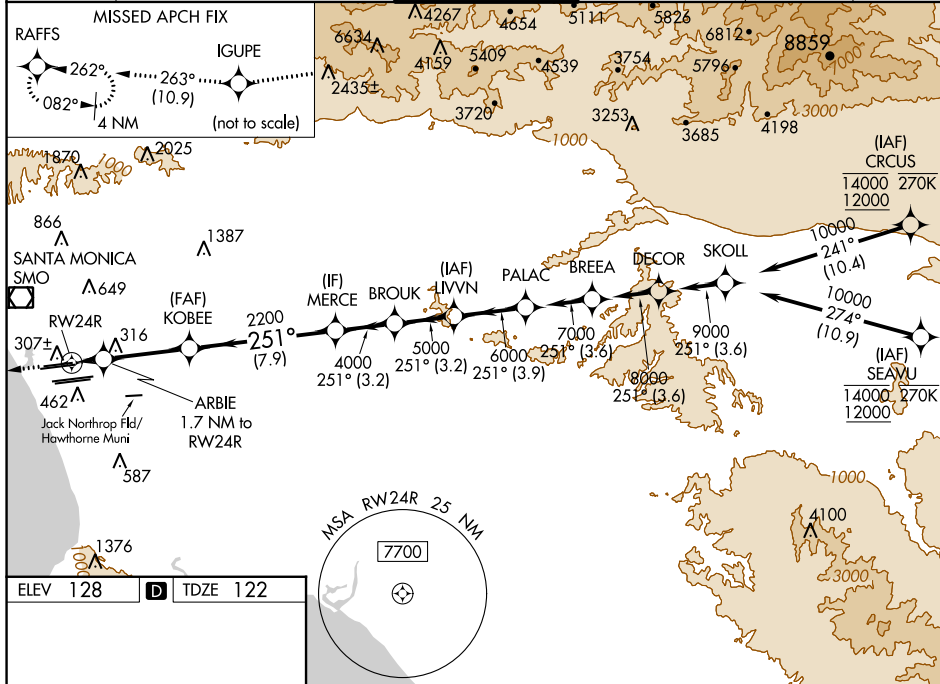 MISSED APCH FIX
RAFFS
IGUPE
262°
263°
(10.9)
082°
4 NM
(not to scale)
4267
4654
5111
5826
6634
4159
5409
4539
3754
6812
5796
8859
2435±
3720
3253
3685
4198
3000
1000
1870
1000
2025
(IAF)
CRCUS
14000 270K
12000
866
1387
SANTA MONICA
SMO
649
10000
241°
(10.4)
SKOLL
DECOR
BREEA
PALAC
(IAF)
LIVVN
BROUK
(IF)
MERCE
(FAF)
KOBEE
RW24R
316
307±
2200
251°
(7.9)
4000
251° (3.2)
5000
251° (3.2)
6000
251° (3.9)
7000
251° (3.6)
8000
251° (3.6)
9000
251° (3.6)
10000
274°
(10.9)
(IAF)
SEAVU
14000 270K
12000
462
Jack Northrop Fld/
Hawthorne Muni
ARBIE
1.7 NM to
RW24R
587
1376
1000
4100
3000
MSA RW24R 25 NM
7700
ELEV 128 D TDZE 122